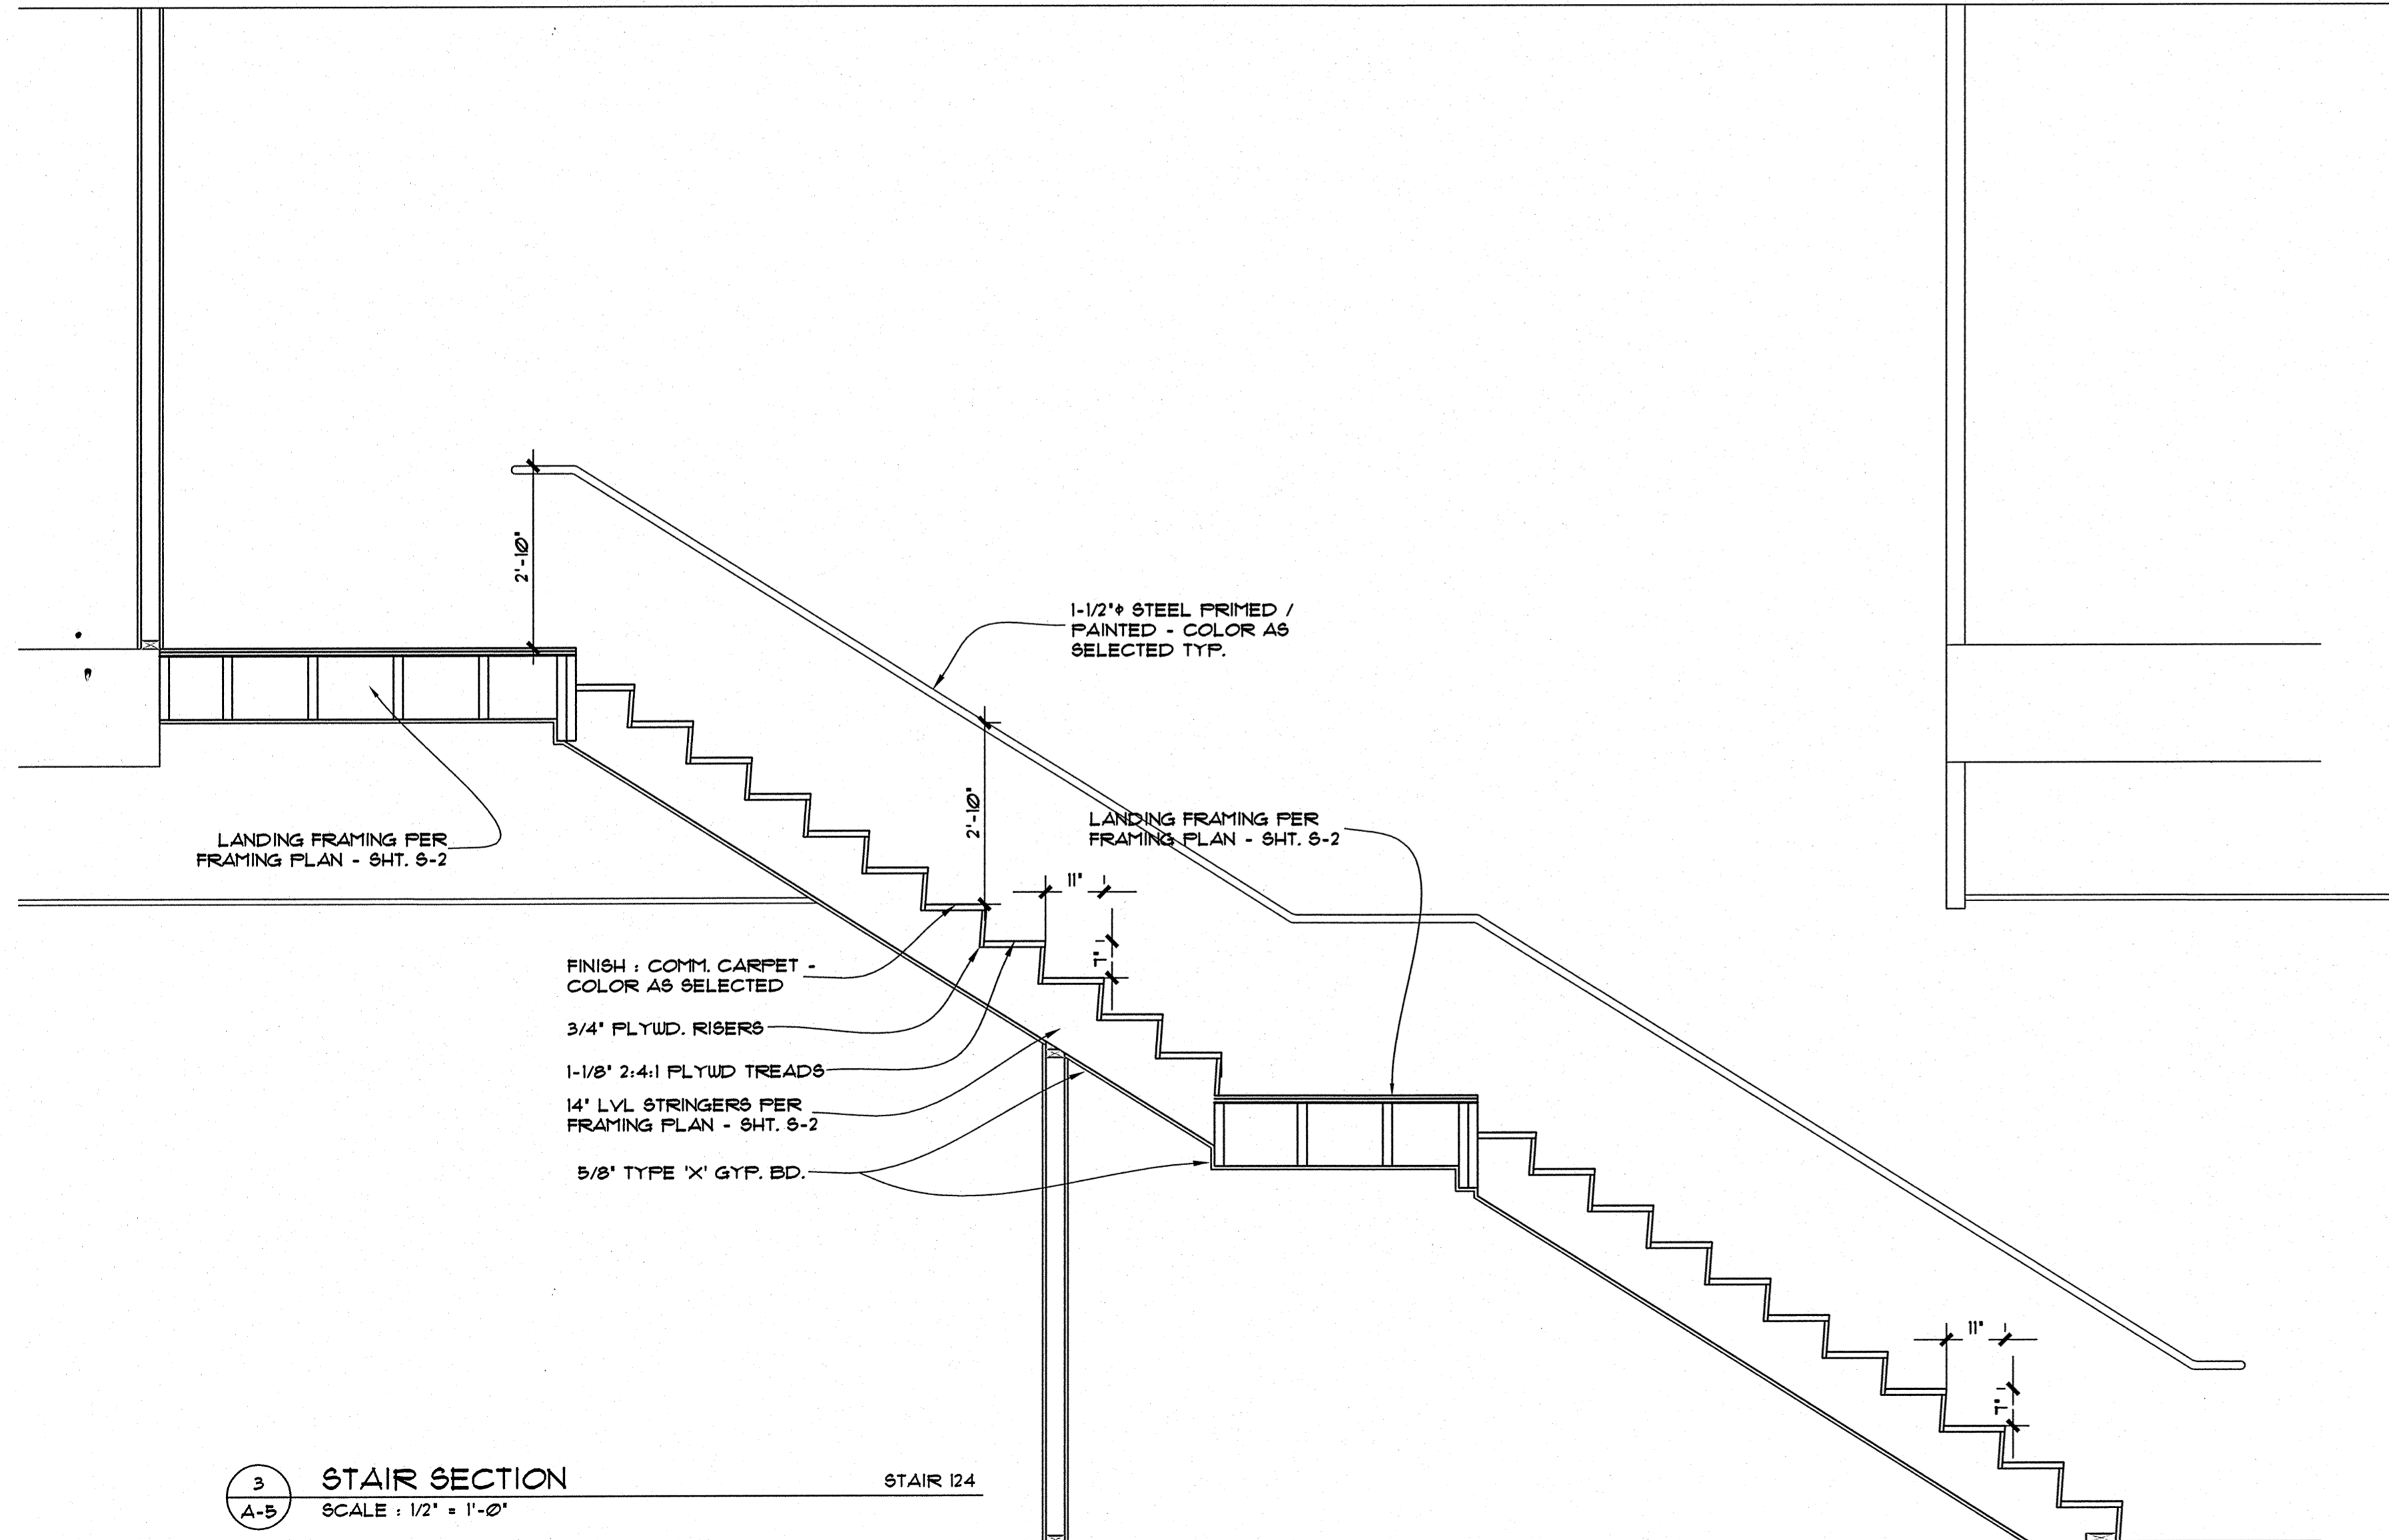 2'-10"
1-1/2"ϕ STEEL PRIMED /
PAINTED - COLOR AS
SELECTED TYP.
2'-10"
LANDING FRAMING PER
FRAMING PLAN - SHT. S-2
LANDING FRAMING PER
FRAMING PLAN - SHT. S-2
11"
7"
FINISH : COMM. CARPET -
COLOR AS SELECTED
3/4" PLYWD. RISERS
1-1/8" 2:4:1 PLYWD TREADS
14" LVL STRINGERS PER
FRAMING PLAN - SHT. S-2
5/8" TYPE 'X' GYP. BD.
11"
7"
3
A-5
STAIR SECTION
STAIR 124
SCALE : 1/2" = 1'-0"